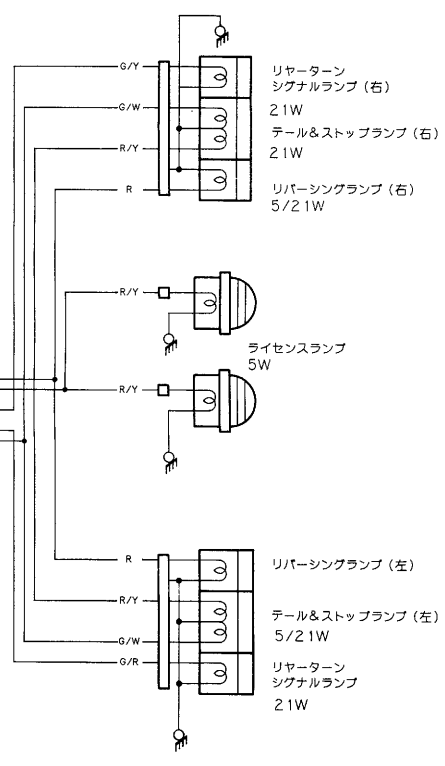 G/Y
リヤーターン
シグナルランプ（右）
G/W
21W
テール&ストップランプ（右）
R/Y
21W
R
リバーシングランプ（右）
5/21W
R/Y
ライセンスランプ
5W
R/Y
R
リバーシングランプ（左）
R/Y
テール&ストップランプ（左）
5/21W
G/W
G/R
リヤーターン
シグナルランプ
21W